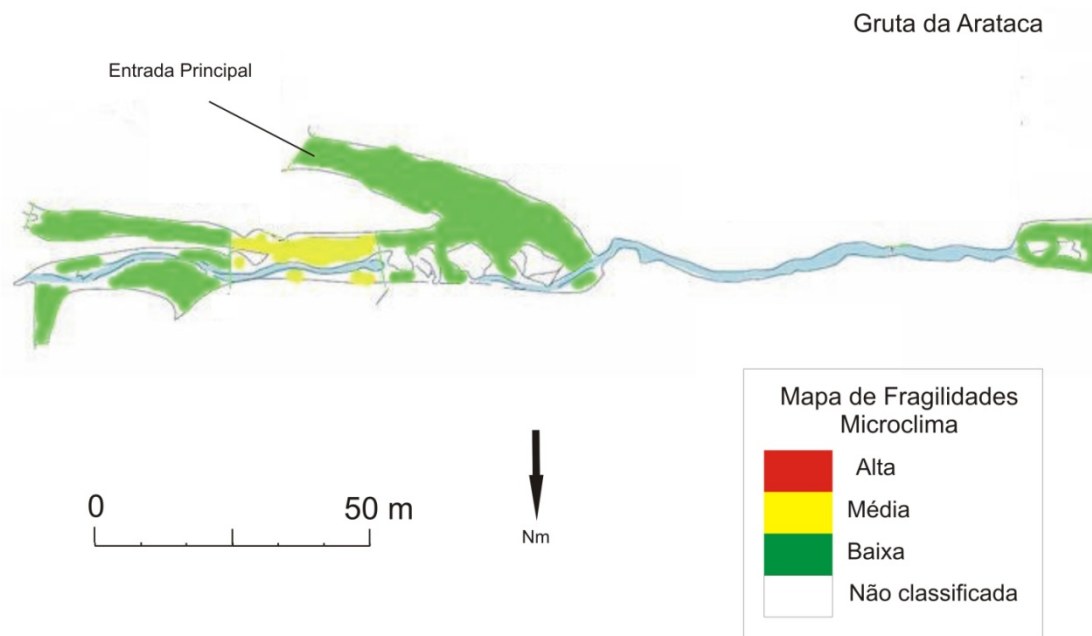 Gruta da Arataca
Entrada Principal
Mapa de Fragilidades
Microclima
Alta
Média
Baixa
Não classificada
0 50 m
Nm